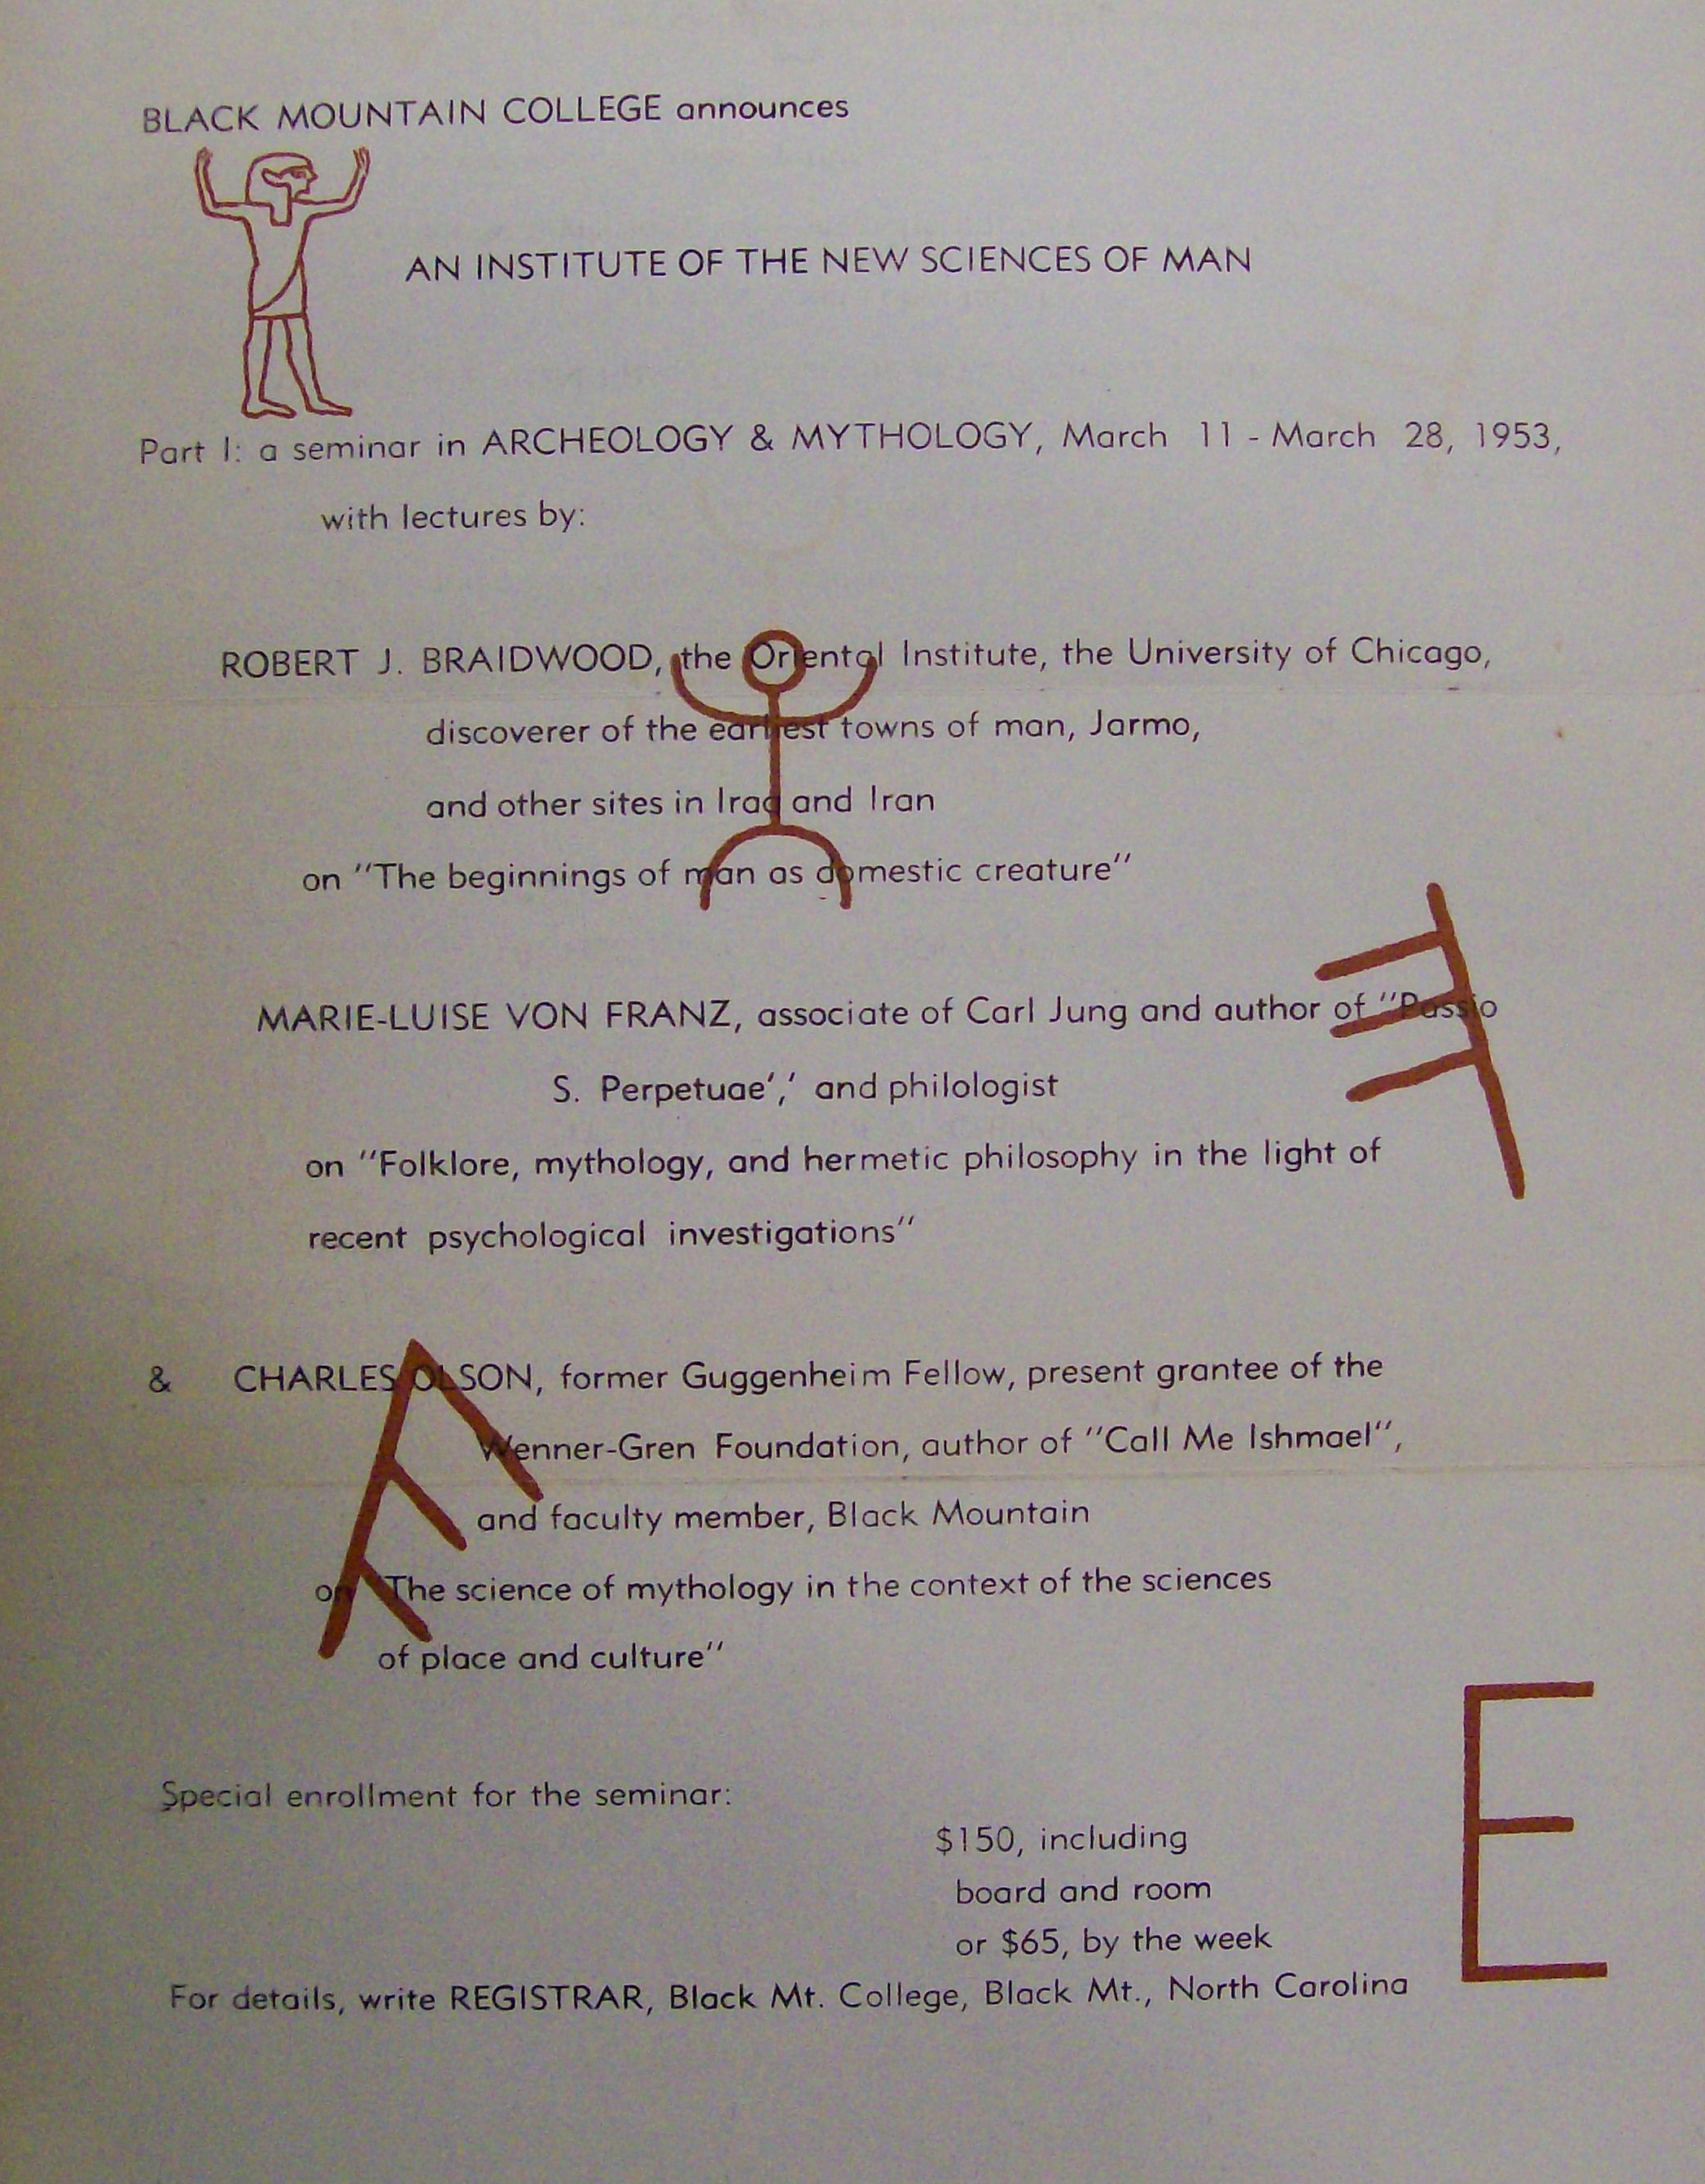 BLACK MOUNTAIN COLLEGE announces
AN INSTITUTE OF THE NEW SCIENCES OF MAN
Part I: a seminar in ARCHEOLOGY & MYTHOLOGY, March 11 - March 28, 1953,
with lectures by:
ROBERT J. BRAIDWOOD, the Oriental Institute, the University of Chicago,
discoverer of the earliest towns of man, Jarmo,
and other sites in Iraq and Iran
on "The beginnings of man as domestic creature"
MARIE-LUISE VON FRANZ, associate of Carl Jung and author of "Passio
S. Perpetuae", and philologist
on "Folklore, mythology, and hermetic philosophy in the light of
recent psychological investigations"
& CHARLES OLSON, former Guggenheim Fellow, present grantee of the
Wenner-Gren Foundation, author of "Call Me Ishmael",
and faculty member, Black Mountain
on "The science of mythology in the context of the sciences
of place and culture"
E
Special enrollment for the seminar:
$150, including
board and room
or $65, by the week
For details, write REGISTRAR, Black Mt. College, Black Mt., North Carolina